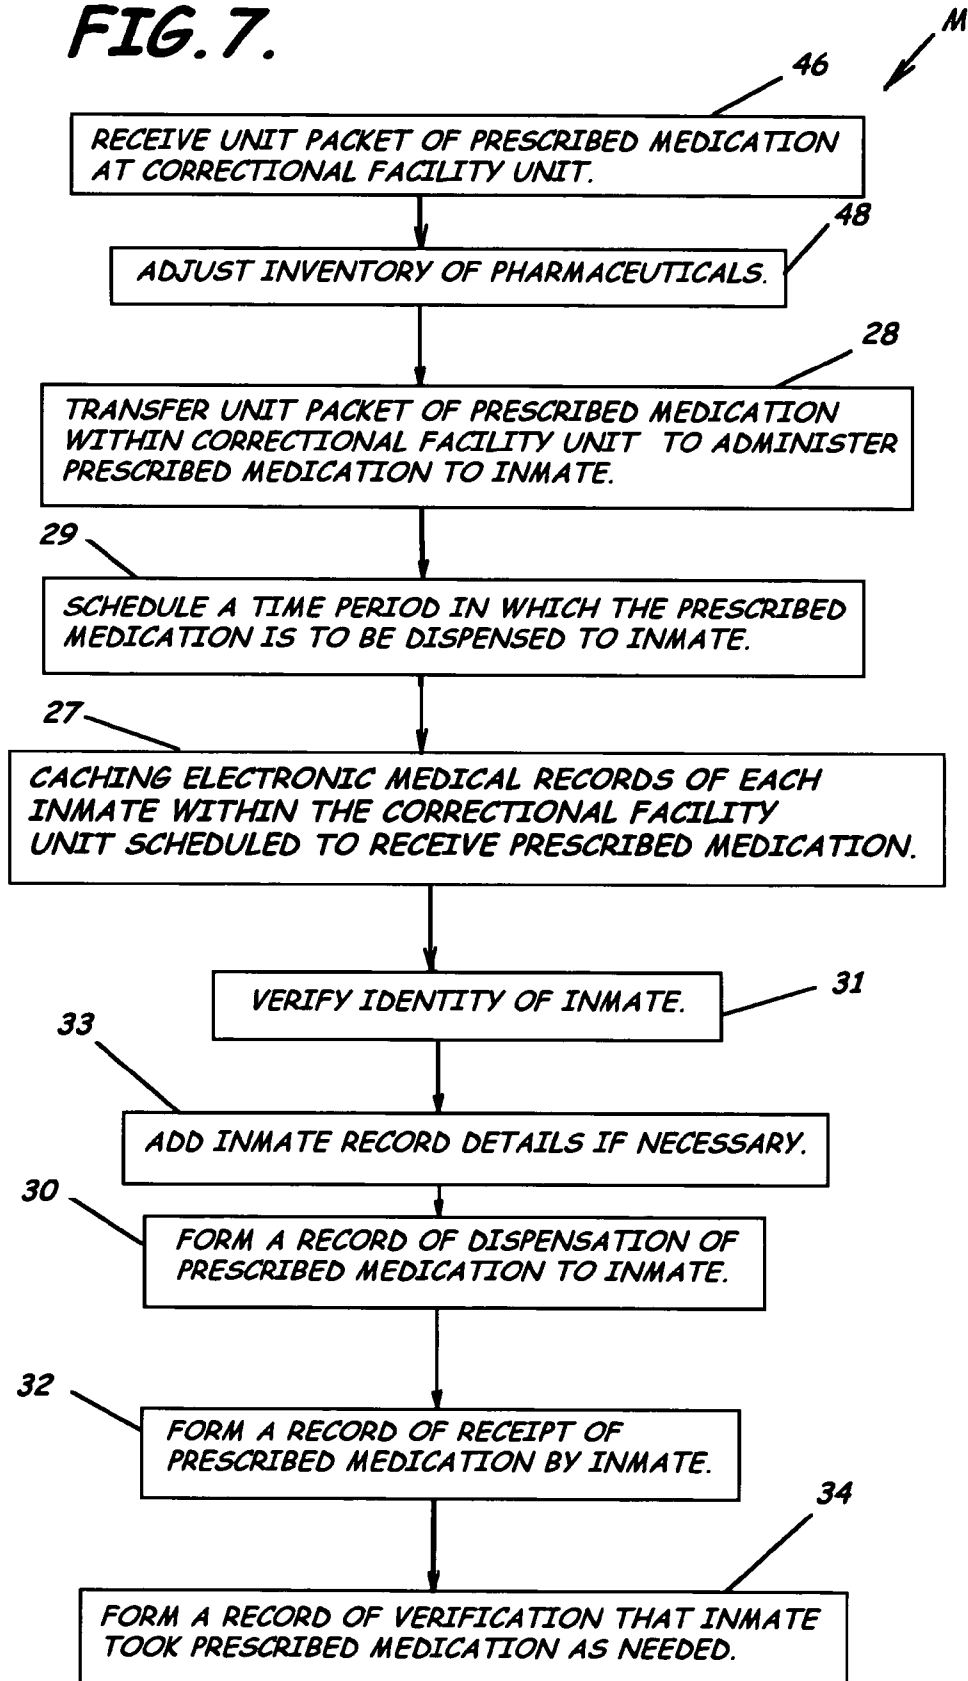 FIG. 7.
M
46
RECEIVE UNIT PACKET OF PRESCRIBED MEDICATION
AT CORRECTIONAL FACILITY UNIT.
48
ADJUST INVENTORY OF PHARMACEUTICALS.
28
TRANSFER UNIT PACKET OF PRESCRIBED MEDICATION
WITHIN CORRECTIONAL FACILITY UNIT TO ADMINISTER
PRESCRIBED MEDICATION TO INMATE.
29
SCHEDULE A TIME PERIOD IN WHICH THE PRESCRIBED
MEDICATION IS TO BE DISPENSED TO INMATE.
27
CACHING ELECTRONIC MEDICAL RECORDS OF EACH
INMATE WITHIN THE CORRECTIONAL FACILITY
UNIT SCHEDULED TO RECEIVE PRESCRIBED MEDICATION.
31
VERIFY IDENTITY OF INMATE.
33
ADD INMATE RECORD DETAILS IF NECESSARY.
30
FORM A RECORD OF DISPENSATION OF
PRESCRIBED MEDICATION TO INMATE.
32
FORM A RECORD OF RECEIPT OF
PRESCRIBED MEDICATION BY INMATE.
34
FORM A RECORD OF VERIFICATION THAT INMATE
TOOK PRESCRIBED MEDICATION AS NEEDED.